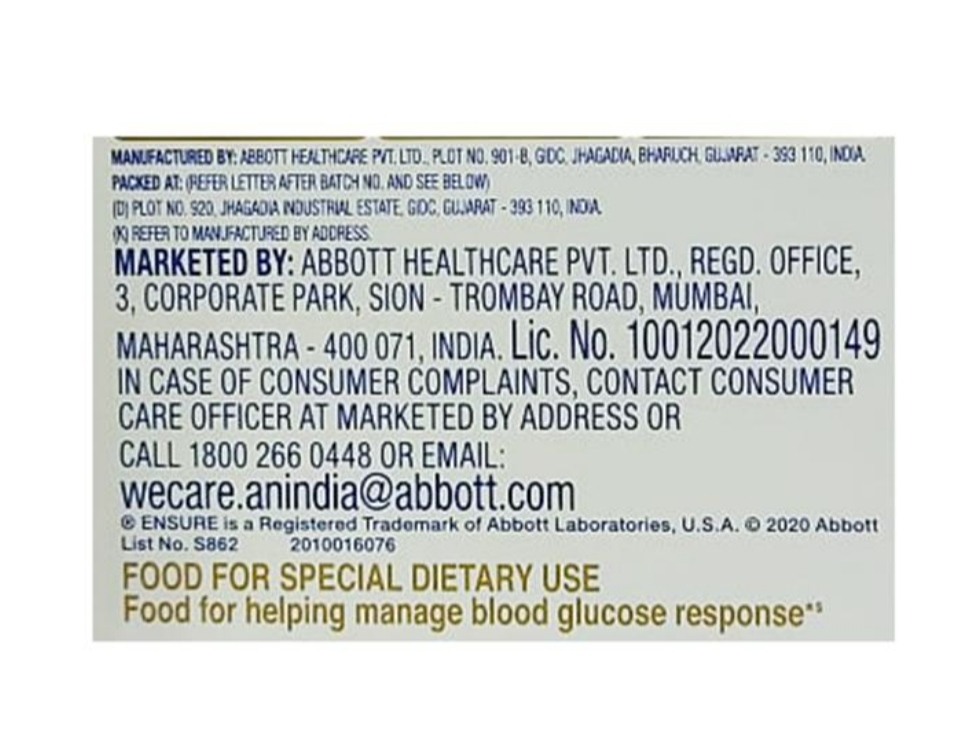 MANUFACTURED BY: ABBOTT HEALTHCARE PVT. LTD., PLOT NO. 901-B, GIDC, JHAGADIA, BHARUCH, GUJARAT - 393 110, INDIA.
PACKED AT: (REFER LETTER AFTER BATCH NO. AND SEE BELOW)
(D) PLOT NO. 920, JHAGADIA INDUSTRIAL ESTATE, GIDC, GUJARAT - 393 110, INDIA.
(K) REFER TO MANUFACTURED BY ADDRESS.
MARKETED BY: ABBOTT HEALTHCARE PVT. LTD., REGD. OFFICE,
3, CORPORATE PARK, SION - TROMBAY ROAD, MUMBAI,
MAHARASHTRA - 400 071, INDIA. Lic. No. 10012022000149
IN CASE OF CONSUMER COMPLAINTS, CONTACT CONSUMER
CARE OFFICER AT MARKETED BY ADDRESS OR
CALL 1800 266 0448 OR EMAIL:
wecare.anindia@abbott.com
® ENSURE is a Registered Trademark of Abbott Laboratories, U.S.A. © 2020 Abbott
List No. S862 2010016076
FOOD FOR SPECIAL DIETARY USE
Food for helping manage blood glucose response*$